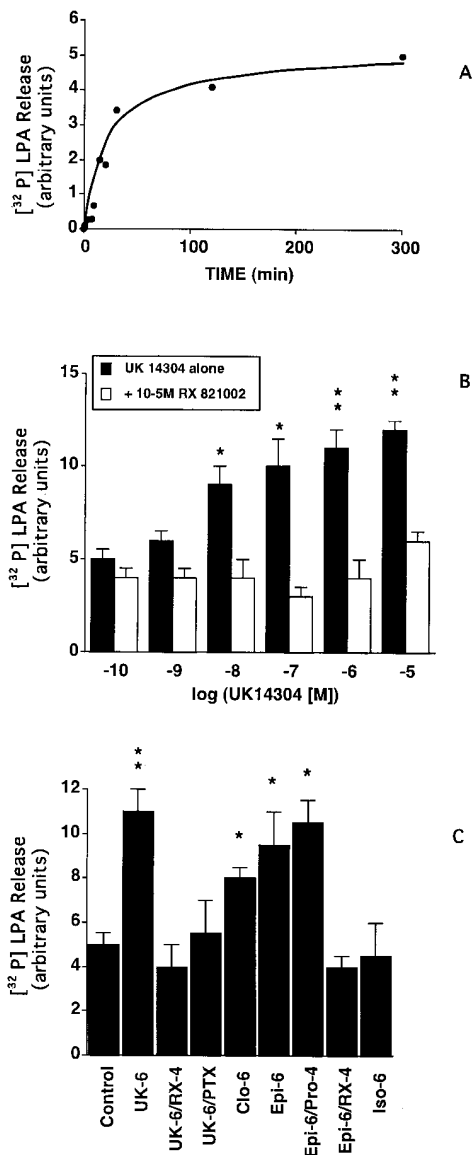 A
[32 P] LPA Release
(arbitrary units)
6
5
4
3
2
1
0
0
100
200
300
TIME (min)
B
UK 14304 alone
+ 10-5M RX 821002
[32 P] LPA Release
(arbitrary units)
15
10
5
0
*
*
*
*
*
*
-10
-9
-8
-7
-6
-5
log (UK14304 [M])
C
[32 P] LPA Release
(arbitrary units)
12
10
8
6
4
2
0
*
*
*
*
*
Control
UK-6
UK-6/RX-4
UK-6/PTX
Clo-6
Epi-6
Epi-6/Pro-4
Epi-6/RX-4
Iso-6